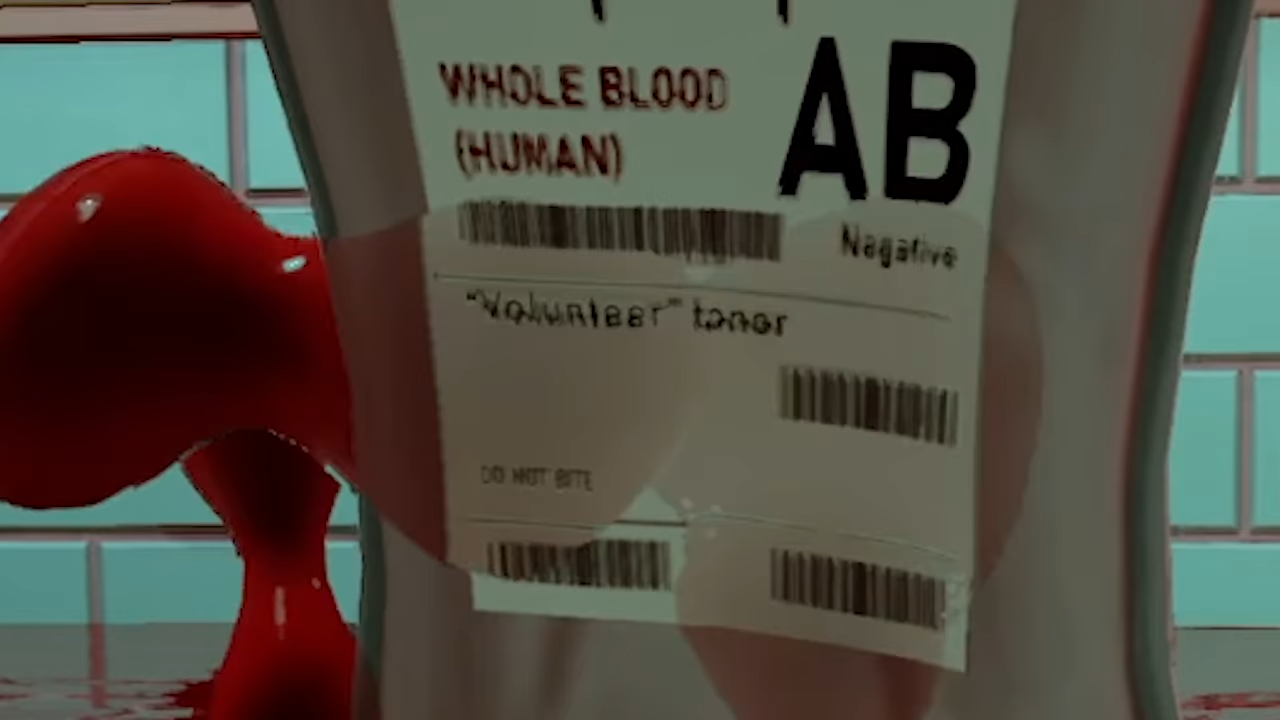 WHOLE BLOOD
(HUMAN)
AB
Nagative
"Volunteer" tonor
DO NOT BITE